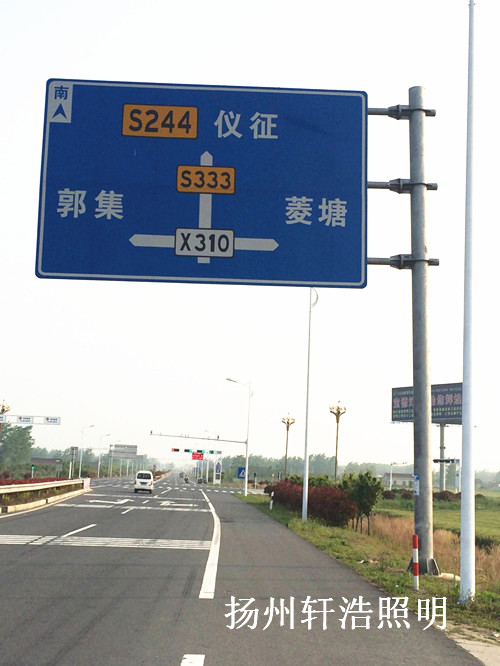 南
S244 仪征
S333
郭集 菱塘
X310
扬州轩浩照明